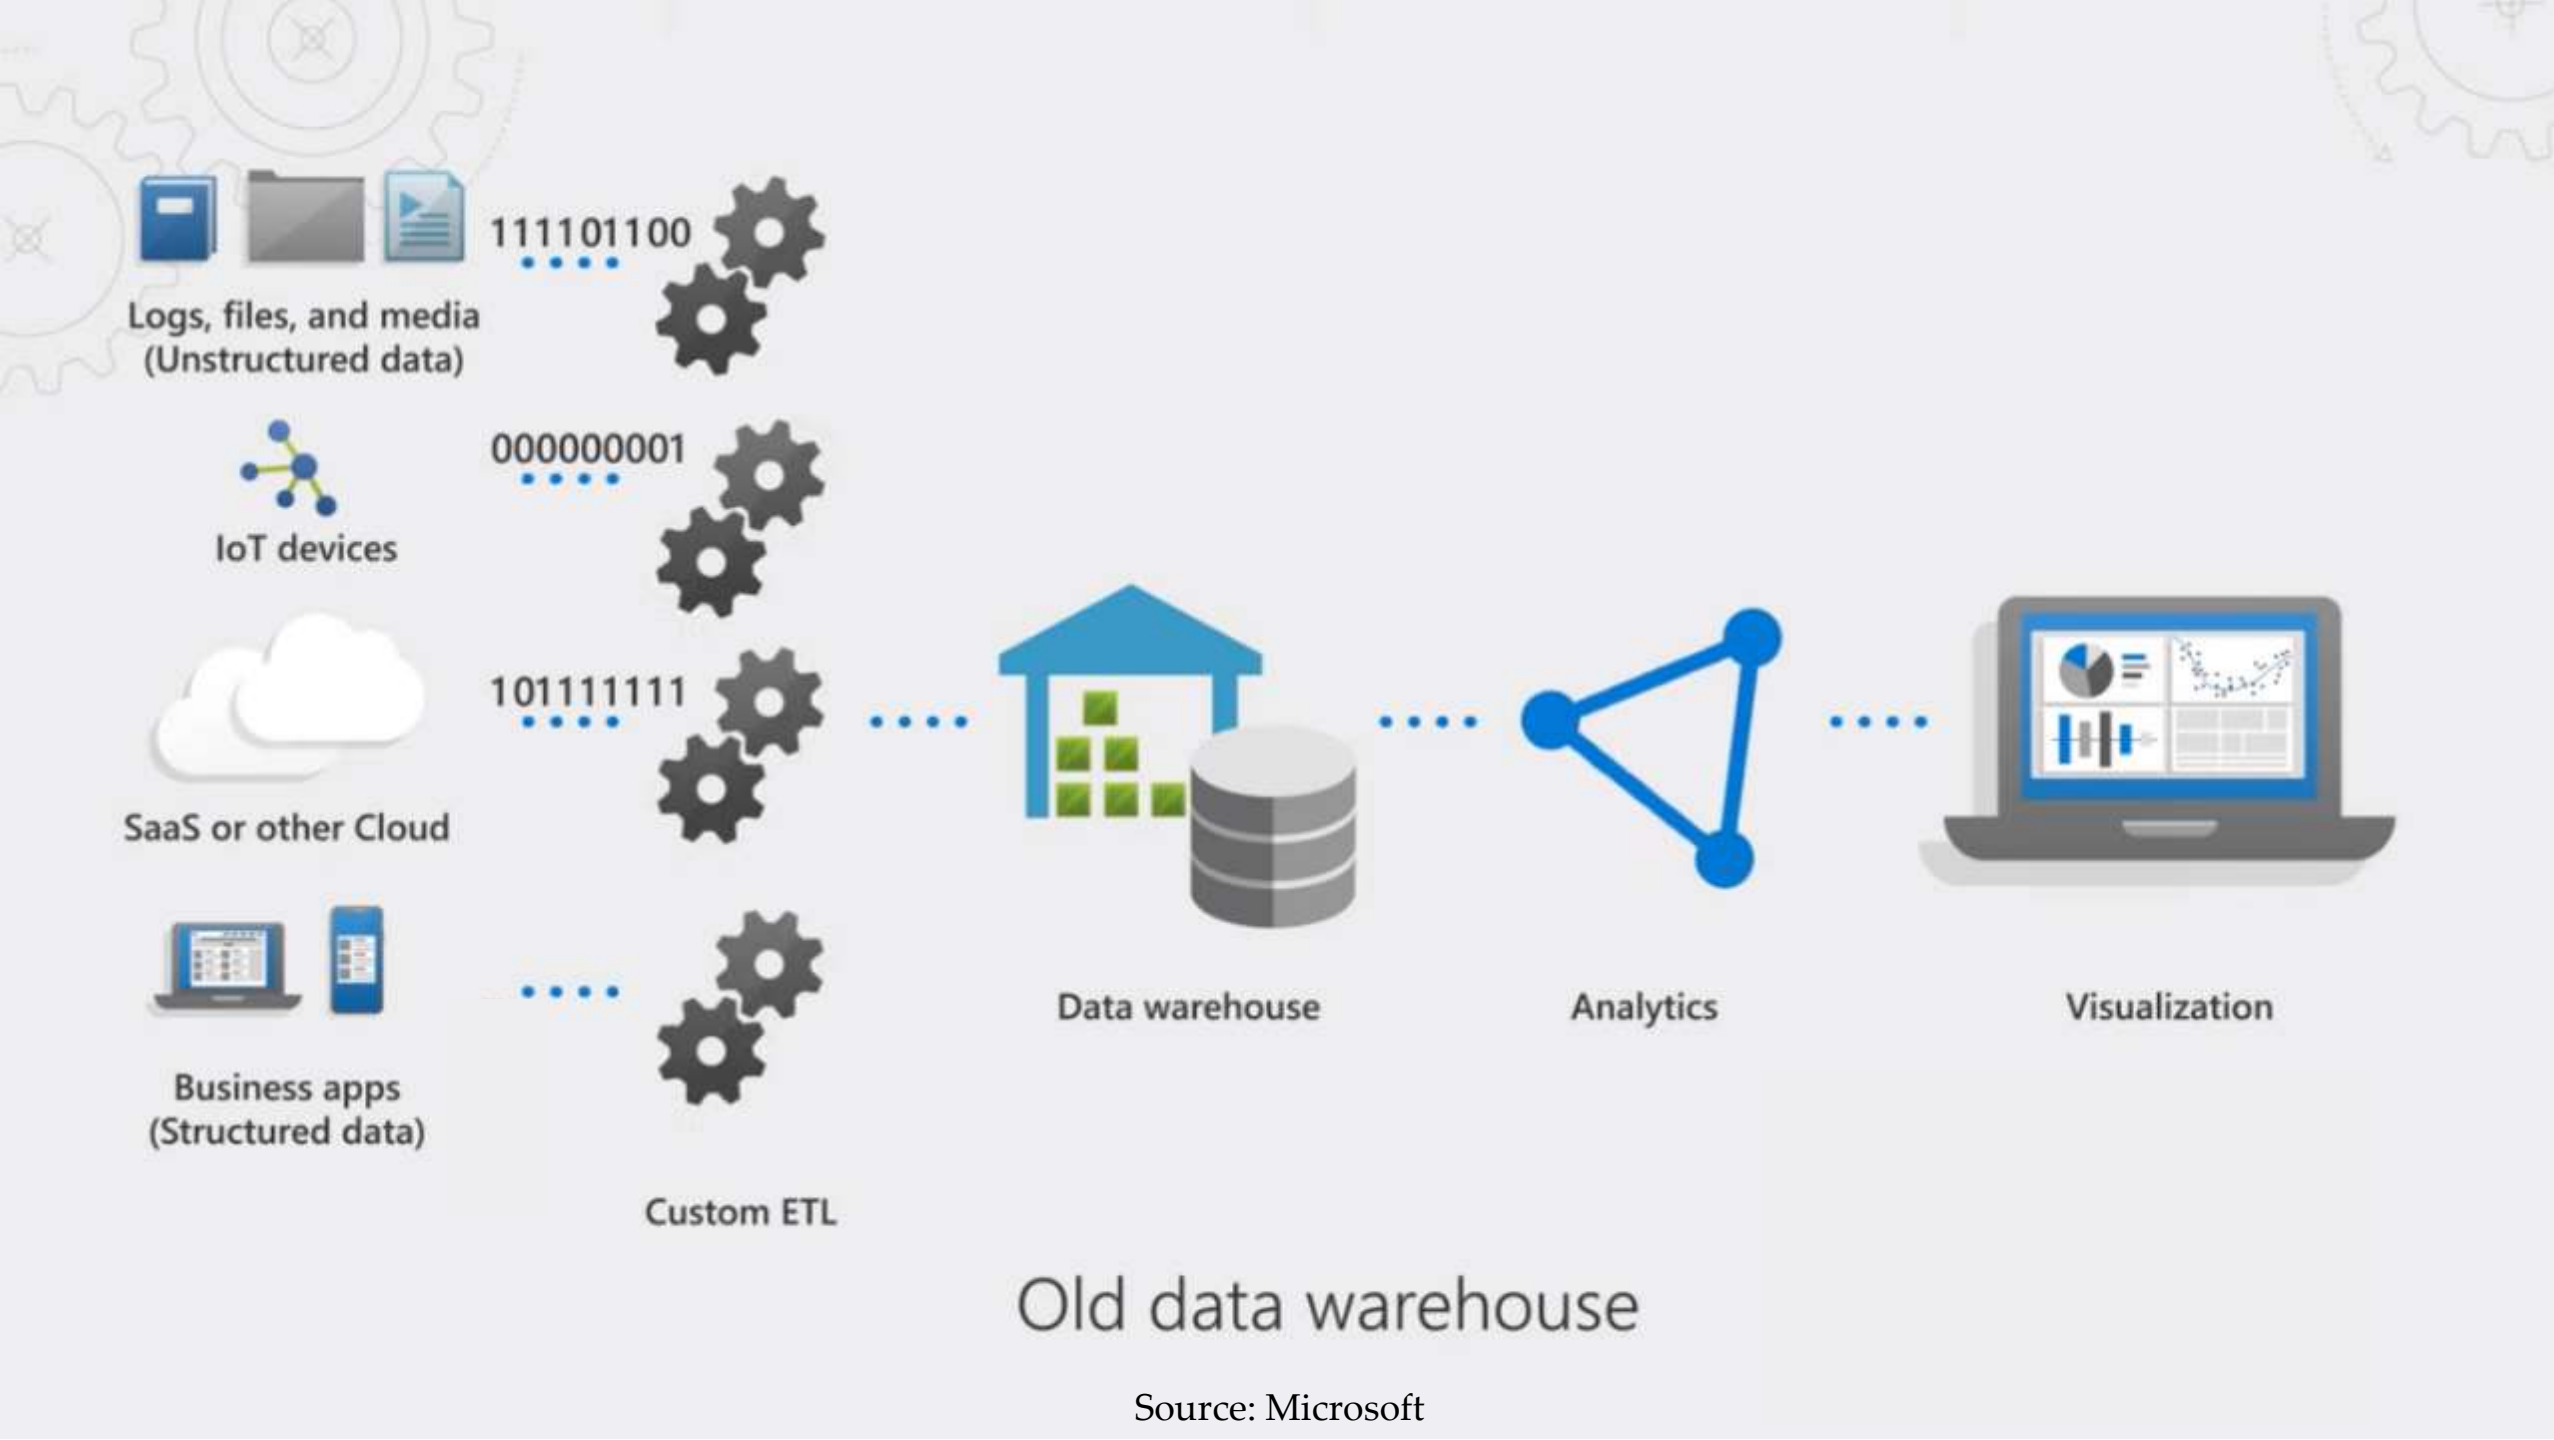 111101100
Logs, files, and media
(Unstructured data)
000000001
IoT devices
101111111
SaaS or other Cloud
Business apps
(Structured data)
Custom ETL
Data warehouse
Analytics
Visualization
Old data warehouse
Source: Microsoft